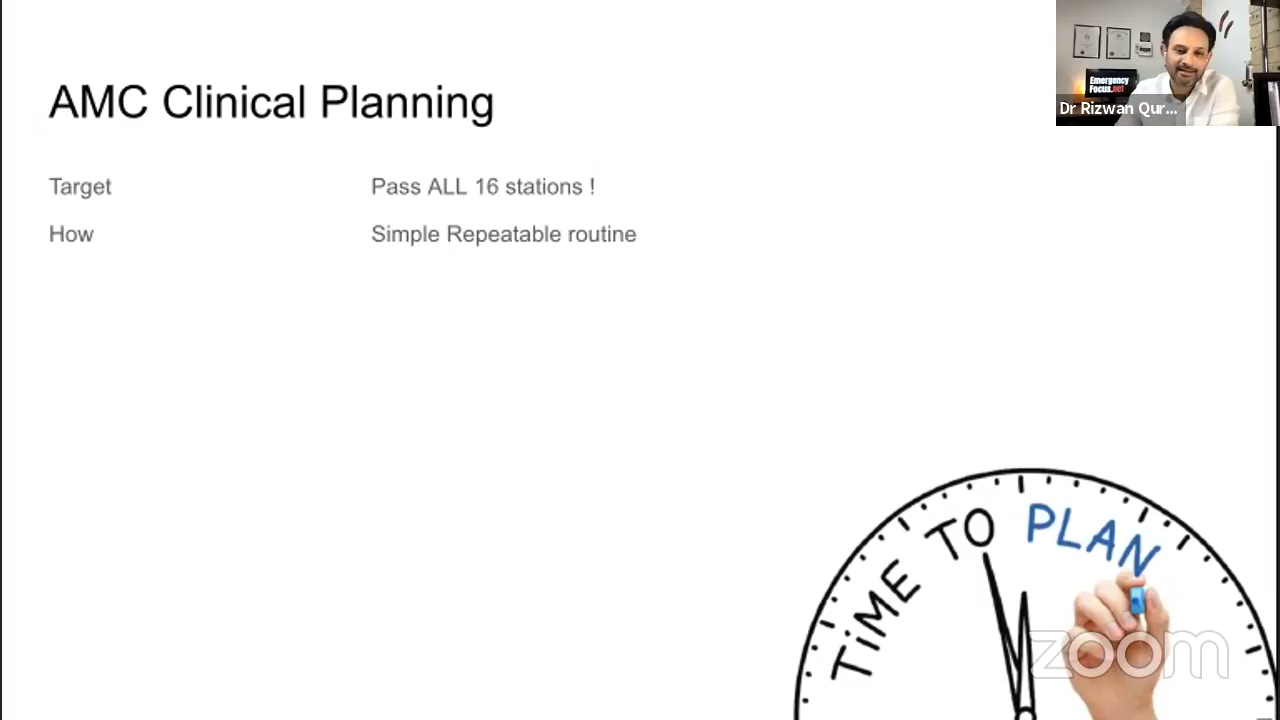 AMC Clinical Planning
Target Pass ALL 16 stations !
How Simple Repeatable routine
Emergency
Focus.net
Dr Rizwan Qur...
TiME TO PLAN
zoom